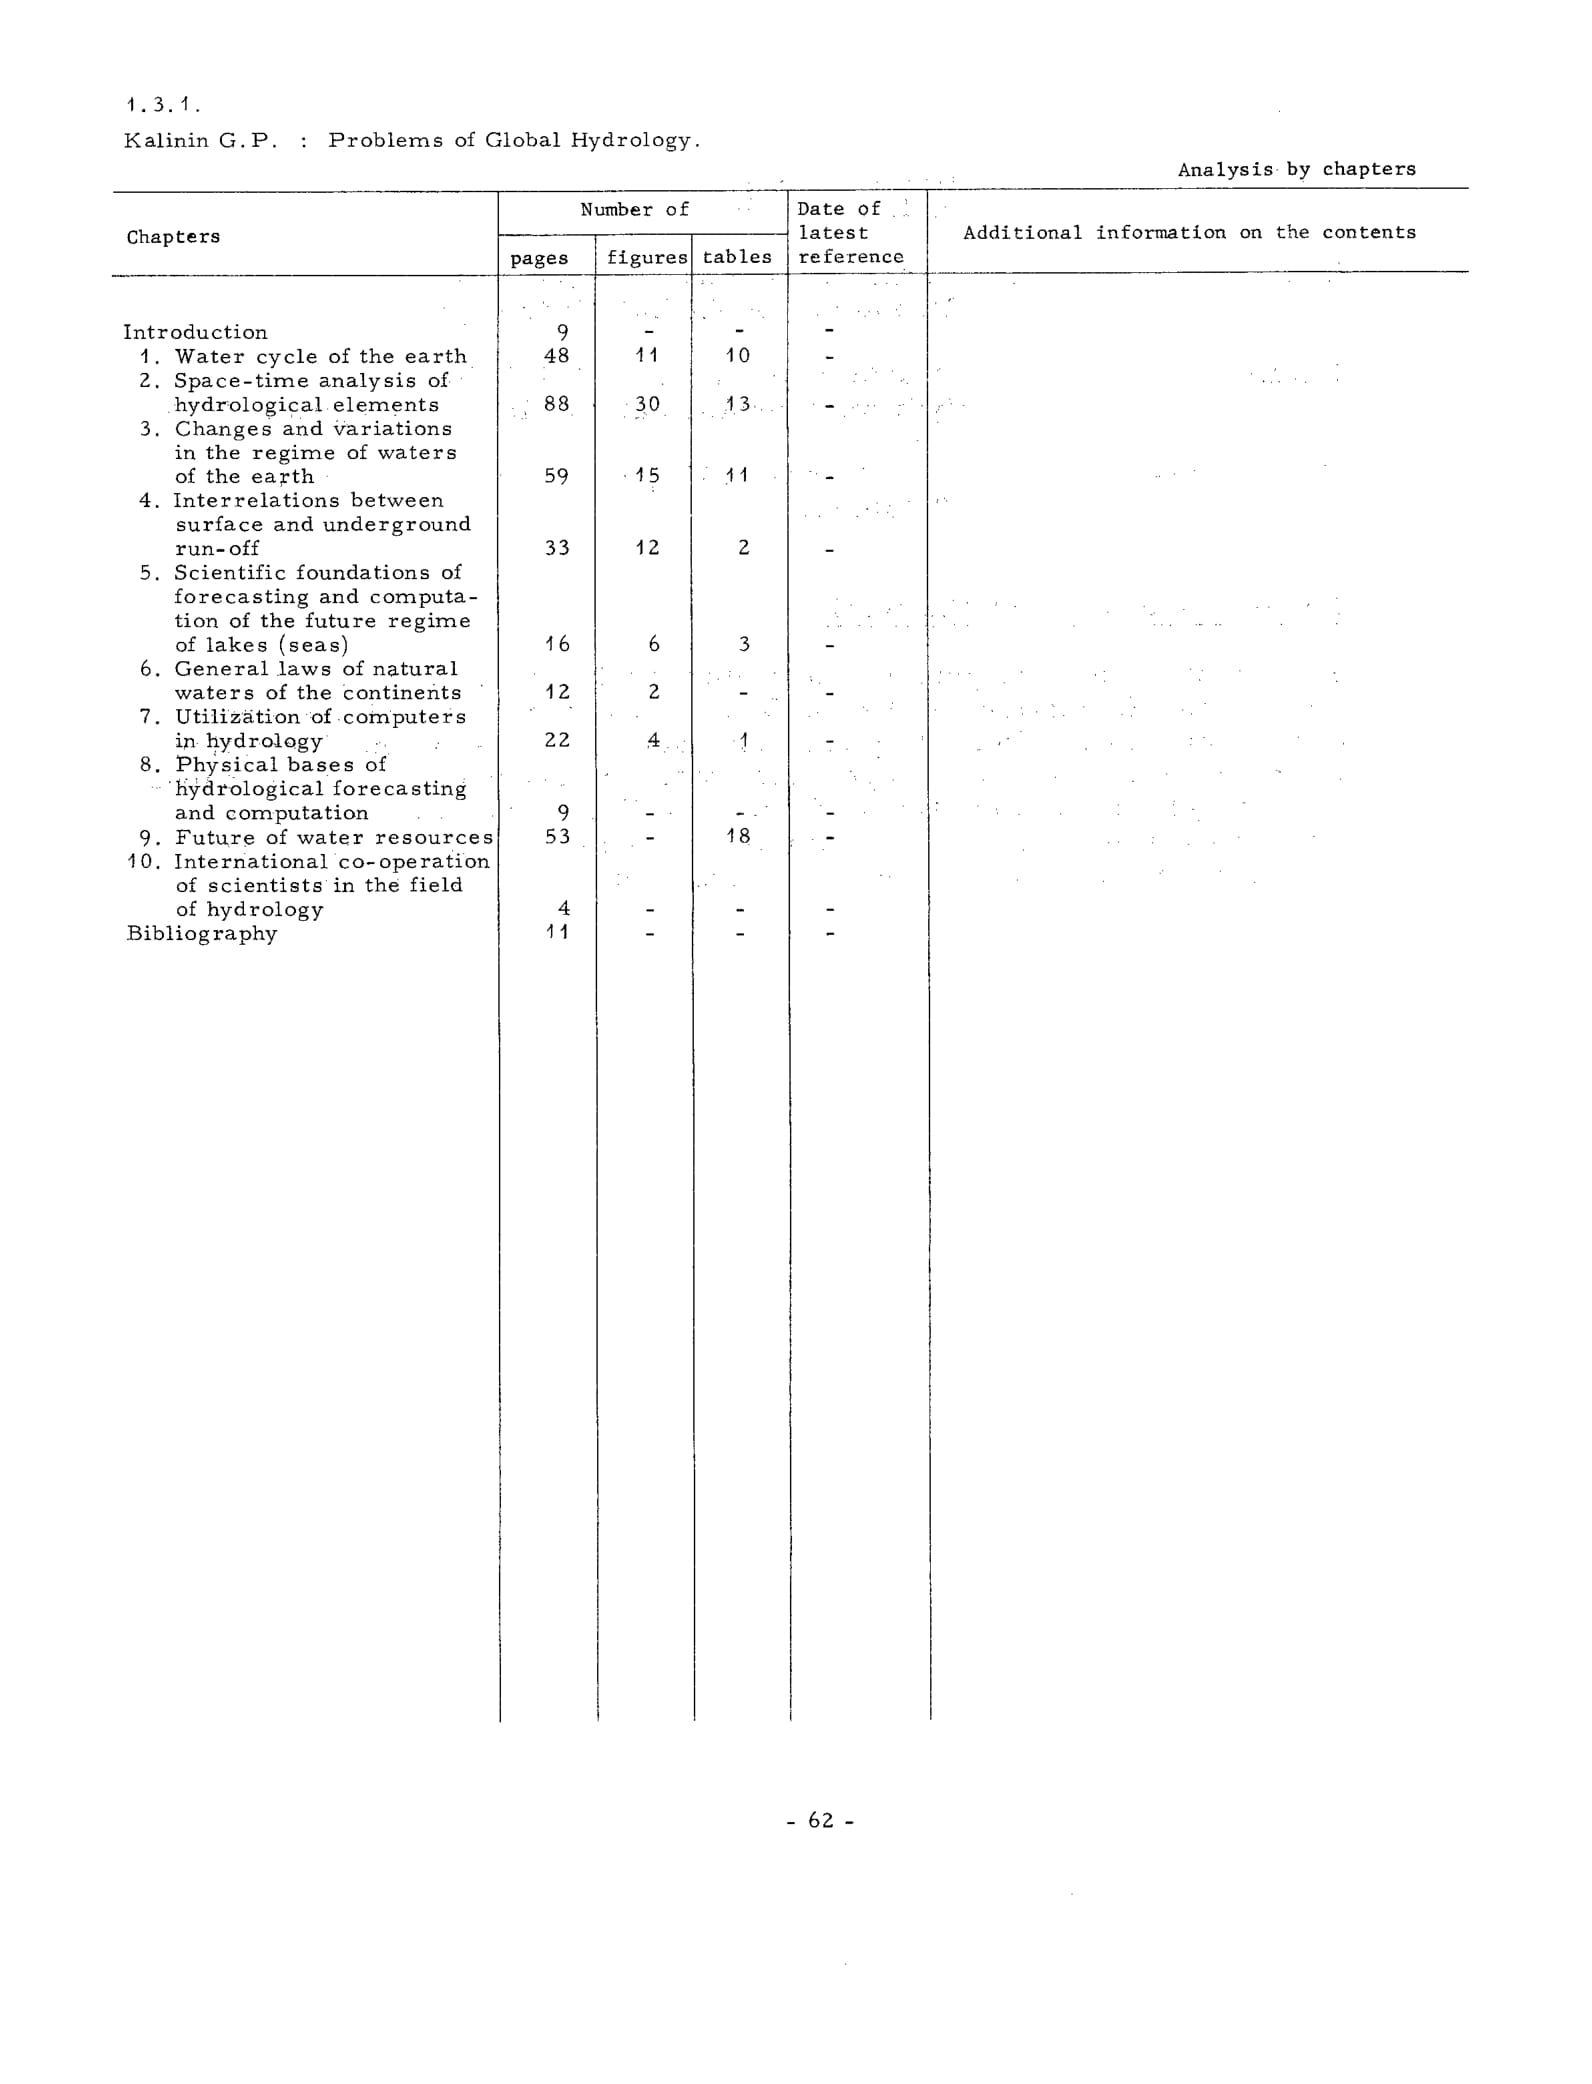 1.3.1.
Kalinin G.P. : Problems of Global Hydrology.
Analysis by chapters
Chapters
Number of
pages figures tables
Date of
latest
reference
Additional information on the contents
Introduction 9 - - -
1. Water cycle of the earth 48 11 10 -
2. Space-time analysis of
hydrological elements 88 30 13 -
3. Changes and variations
in the regime of waters
of the earth 59 15 11 -
4. Interrelations between
surface and underground
run-off 33 12 2 -
5. Scientific foundations of
forecasting and computa-
tion of the future regime
of lakes (seas) 16 6 3 -
6. General laws of natural
waters of the continents 12 2 - -
7. Utilization of computers
in hydrology 22 4 1 -
8. Physical bases of
hydrological forecasting
and computation 9 - - -
9. Future of water resources 53 - 18 -
10. International co-operation
of scientists in the field
of hydrology 4 - - -
Bibliography 11 - - -
- 62 -